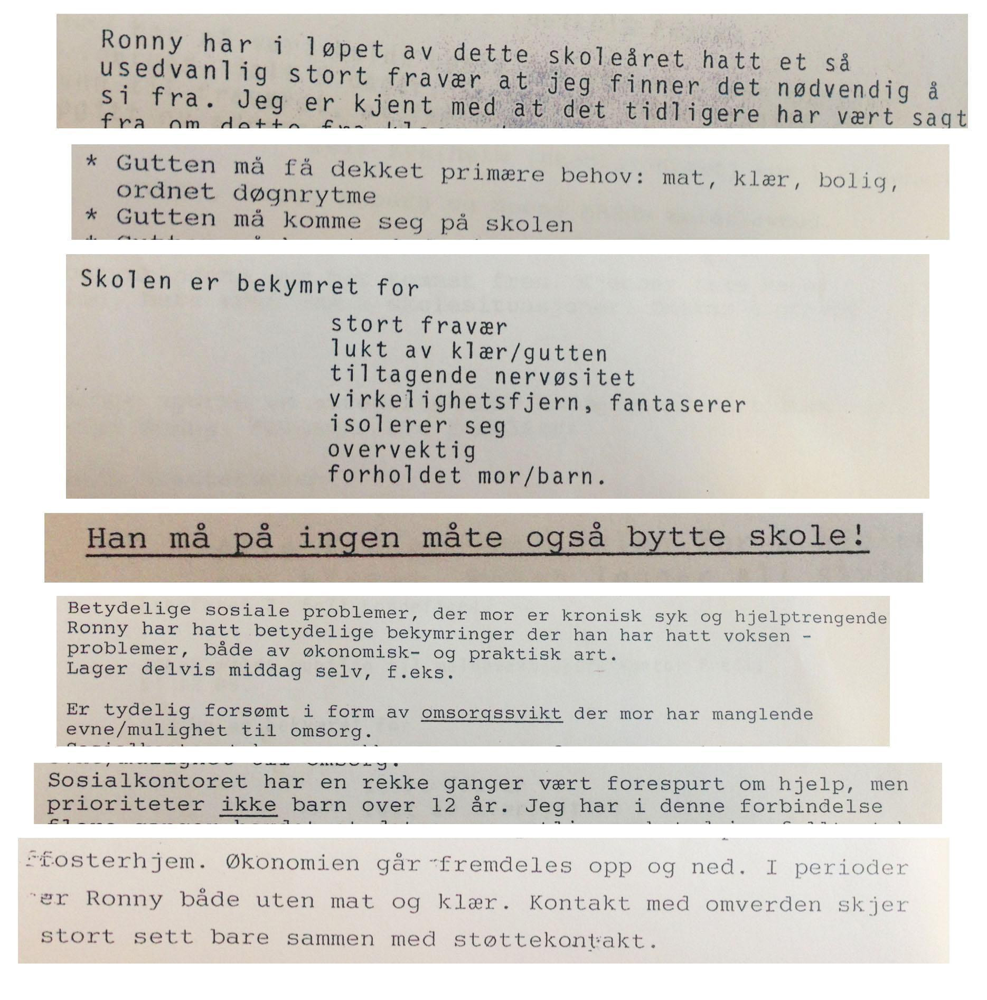 Ronny har i løpet av dette skoleåret hatt et så
usedvanlig stort fravær at jeg finner det nødvendig å
si fra. Jeg er kjent med at det tidligere har vært sagt
fra om dette fra
* Gutten må få dekket primære behov: mat, klær, bolig,
ordnet døgnrytme
* Gutten må komme seg på skolen
Skolen er bekymret for
stort fravær
lukt av klær/gutten
tiltagende nervøsitet
virkelighetsfjern, fantaserer
isolerer seg
overvektig
forholdet mor/barn.
Han må på ingen måte også bytte skole!
Betydelige sosiale problemer, der mor er kronisk syk og hjelptrengende
Ronny har hatt betydelige bekymringer der han har hatt voksen -
problemer, både av økonomisk- og praktisk art.
Lager delvis middag selv, f.eks.
Er tydelig forsømt i form av omsorgssvikt der mor har manglende
evne/mulighet til omsorg.
evne/mulighet til omsorg.
Sosialkontoret har en rekke ganger vært forespurt om hjelp, men
prioriteter ikke barn over 12 år. Jeg har i denne forbindelse
fosterhjem. Økonomien går fremdeles opp og ned. I perioder
er Ronny både uten mat og klær. Kontakt med omverden skjer
stort sett bare sammen med støttekontakt.